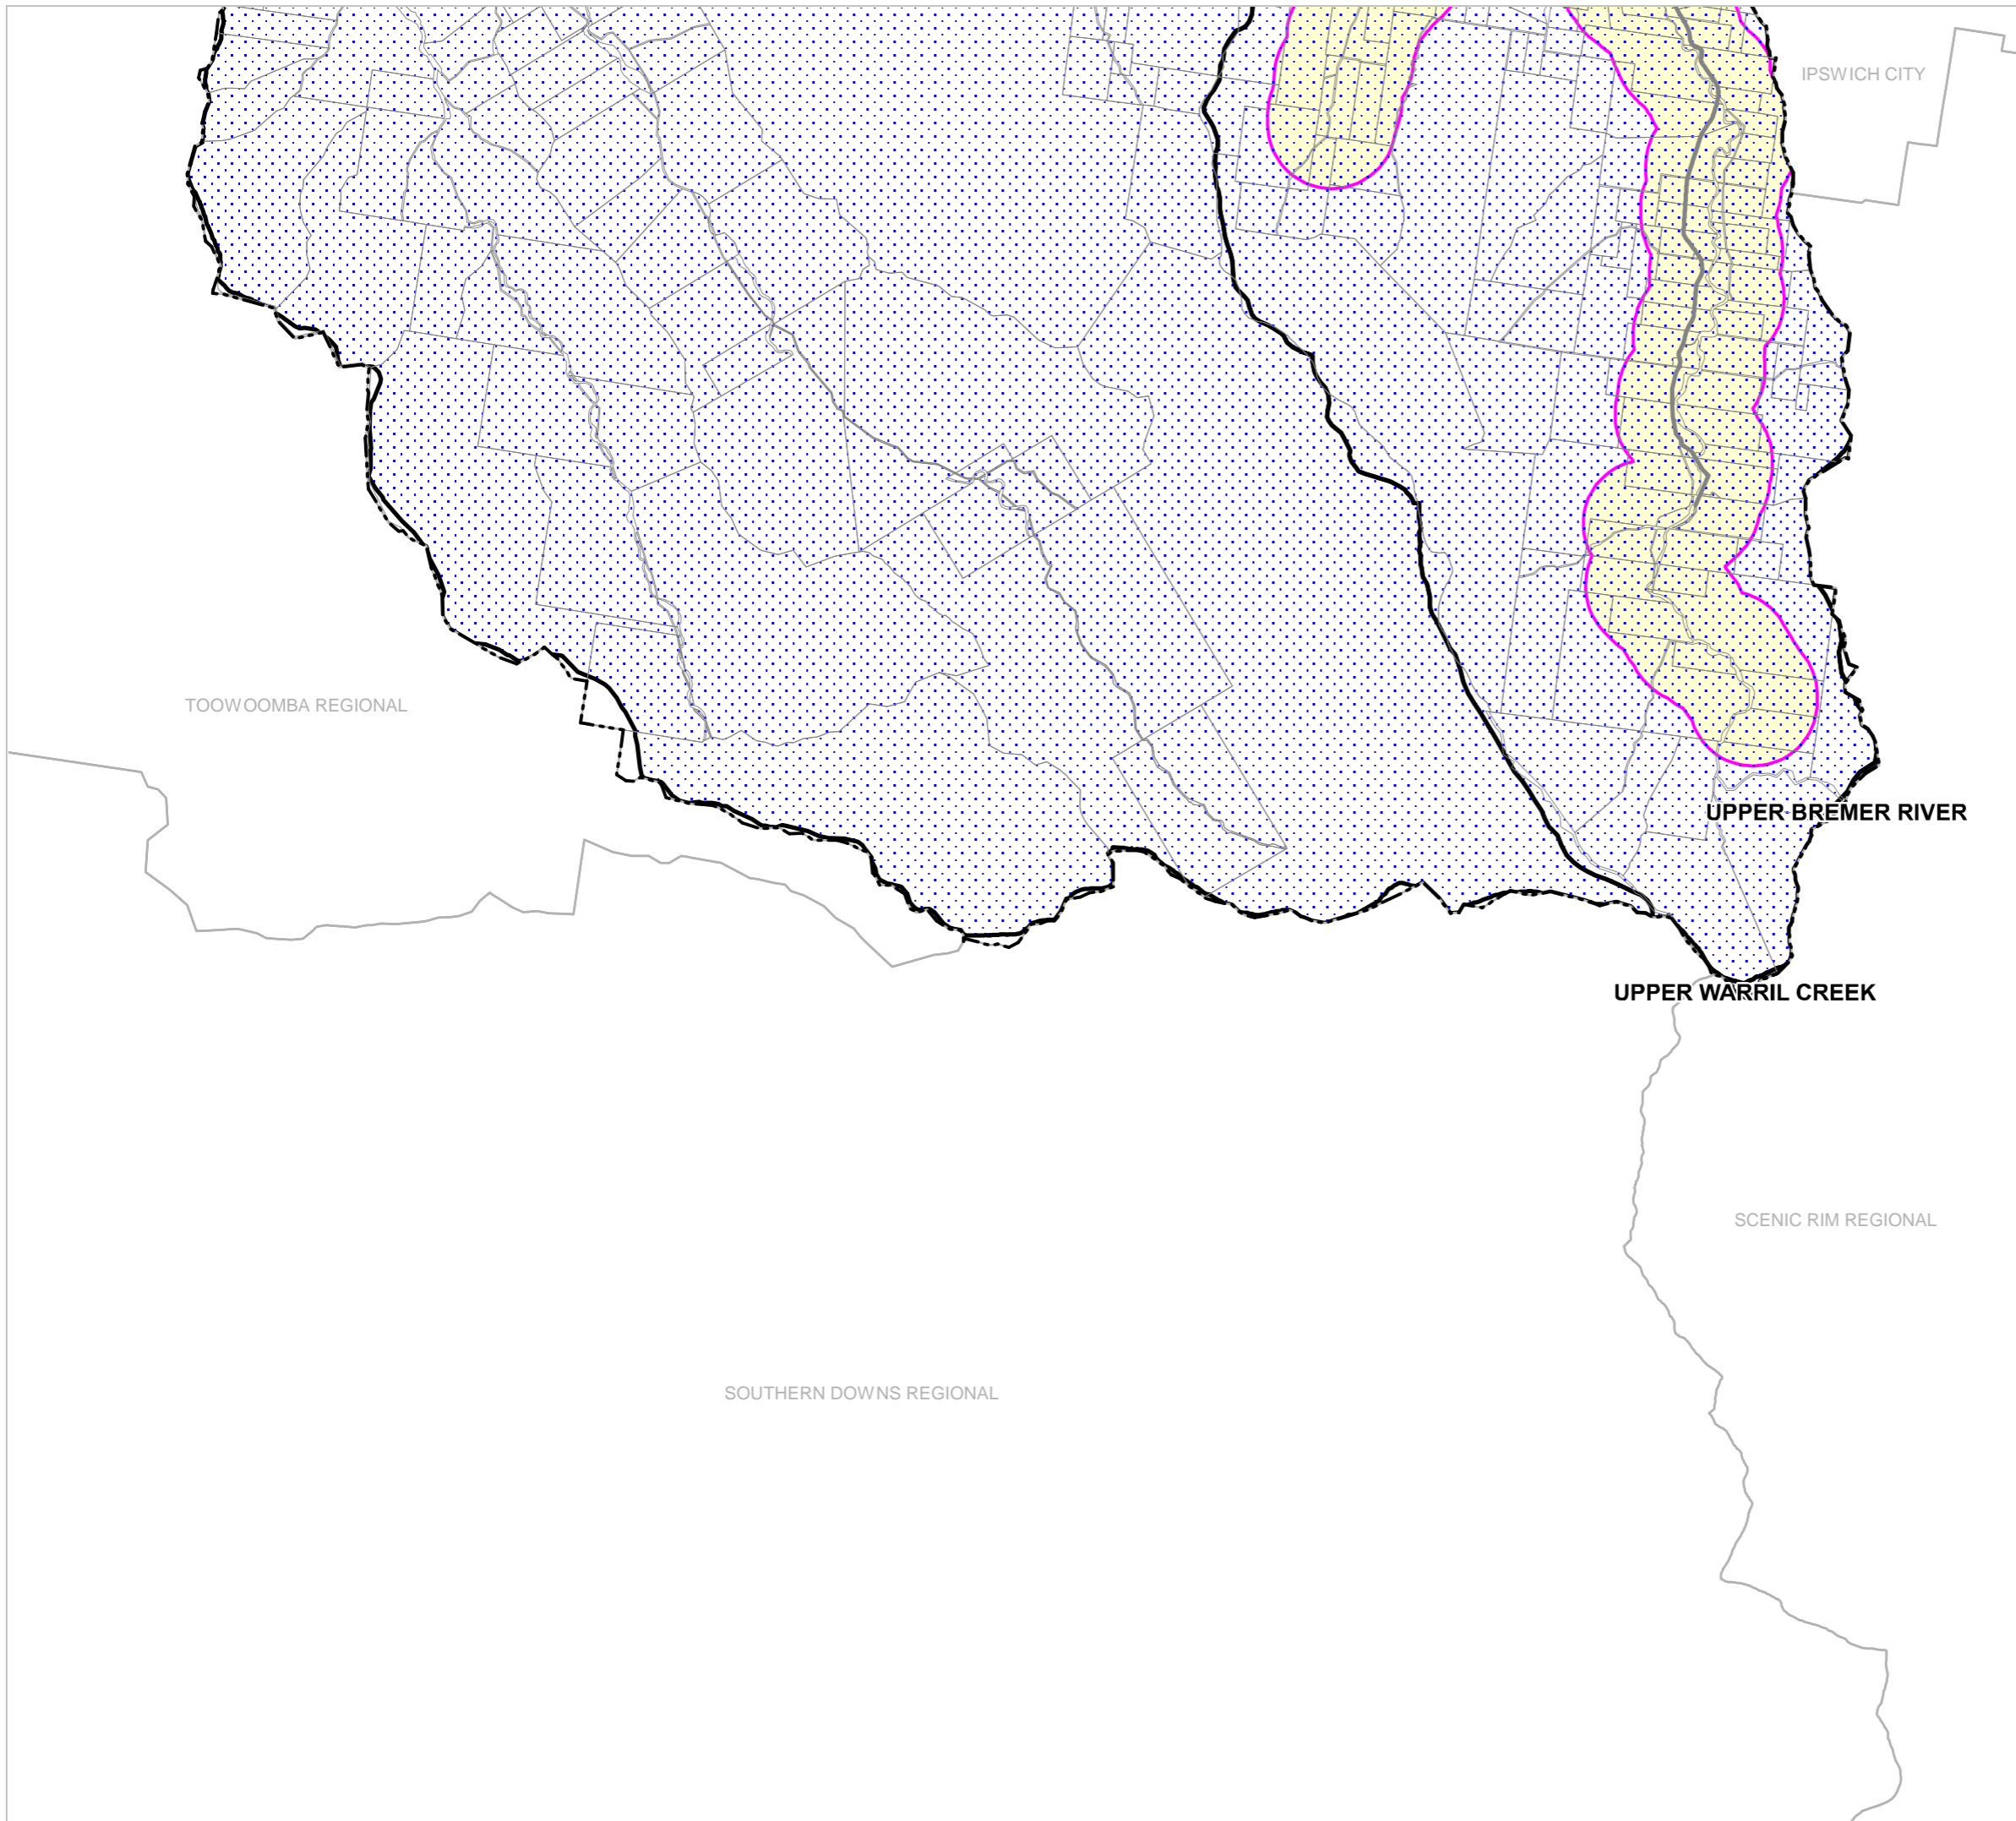 IPSWICH CITY
TOOWOOMBA REGIONAL
UPPER BREMER RIVER
UPPER WARRIL CREEK
SCENIC RIM REGIONAL
SOUTHERN DOWNS REGIONAL